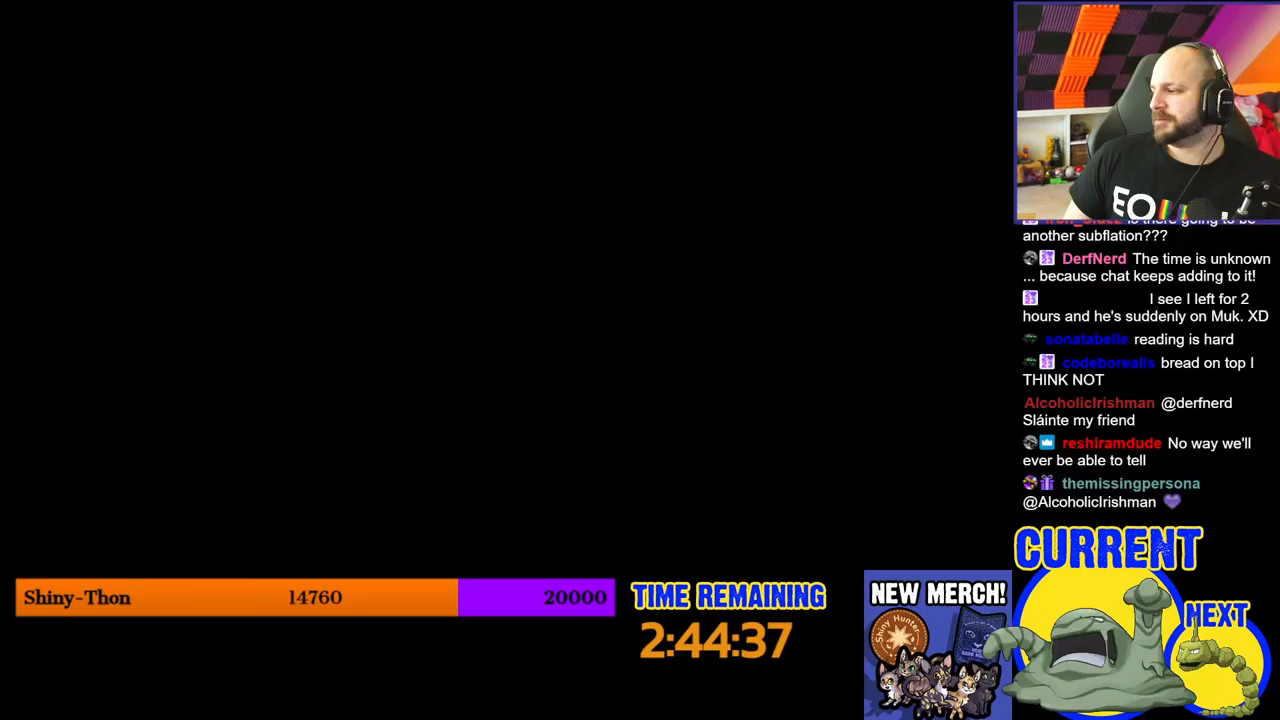 EO
another subflation???
DerfNerd The time is unknown
... because chat keeps adding to it!
I see I left for 2
hours and he's suddenly on Muk. XD
sonatabelle reading is hard
codeborealis bread on top I
THINK NOT
AlcoholicIrishman @derfnerd
Sláinte my friend
reshiramdude No way we'll
ever be able to tell
themissingpersona
@AlcoholicIrishman
CURRENT
NEXT
NEW MERCH!
Shiny Hunter
TIME REMAINING
2:44:37
Shiny-Thon 14760 20000